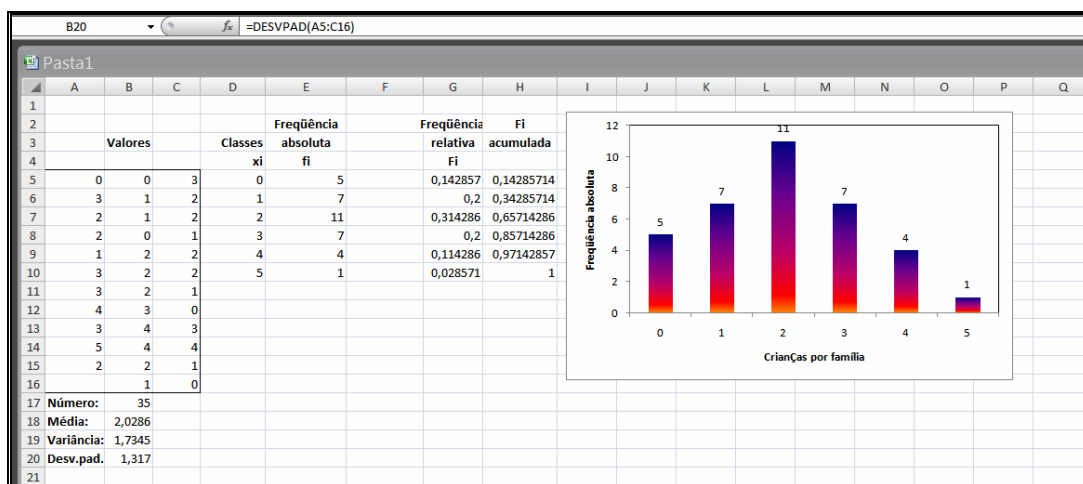 B20 fx =DESVPAD(A5:C16)
Pasta1
A B C D E F G H I J K L M N O P Q
1
2 Freqüência Freqüência Fi
3 Valores Classes absoluta relativa acumulada
4 xi fi Fi
5 0 0 3 0 5 0,142857 0,14285714
6 3 1 2 1 7 0,2 0,34285714
7 2 1 2 2 11 0,314286 0,65714286
8 2 0 1 3 7 0,2 0,85714286
9 1 2 2 4 4 0,114286 0,97142857
10 3 2 2 5 1 0,028571 1
11 3 2 1
12 4 3 0
13 3 4 3
14 5 4 4
15 2 2 1
16 1 0
17 Número: 35
18 Média: 2,0286
19 Variância: 1,7345
20 Desv.pad. 1,317
21
Freqüência absoluta
12
10
8
6
4
2
0
5 7 11 7 4 1
0 1 2 3 4 5
CrianÇas por família